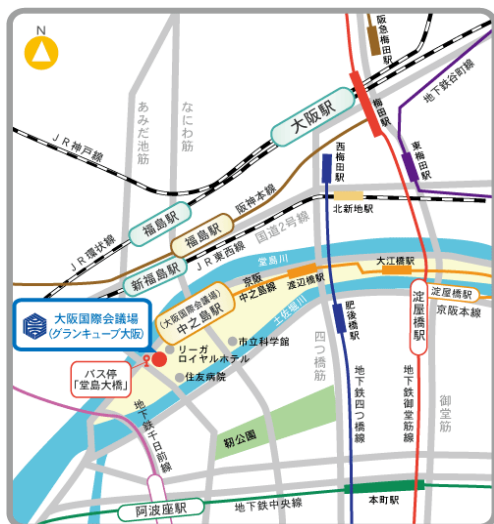 N
阪急梅田駅
地下鉄谷町線
あみだ池筋
なにわ筋
大阪駅
梅田駅
JR神戸線
西梅田駅
東梅田駅
福島駅
阪神本線
北新地駅
福島駅
国道2号線
JR環状線
JR東西線
新福島駅
堂島川
大江橋駅
京阪
中之島線
渡辺橋駅
淀屋橋駅
京阪本線
大阪国際会議場
(グランキューブ大阪)
(大阪国際会議場)
中之島駅
土佐堀川
肥後橋駅
淀屋橋駅
市立科学館
リーガ
ロイヤルホテル
バス停
「堂島大橋」
住友病院
四つ橋筋
地下鉄四つ橋線
地下鉄御堂筋線
御堂筋
地下鉄千日前線
靭公園
本町駅
阿波座駅
地下鉄中央線